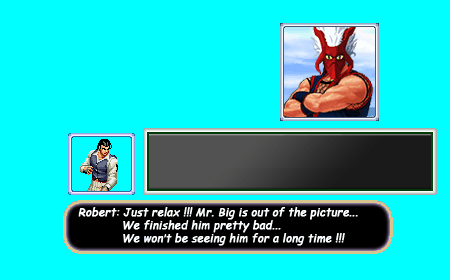 Robert: Just relax !!! Mr. Big is out of the picture...
We finished him pretty bad...
We won't be seeing him for a long time !!!